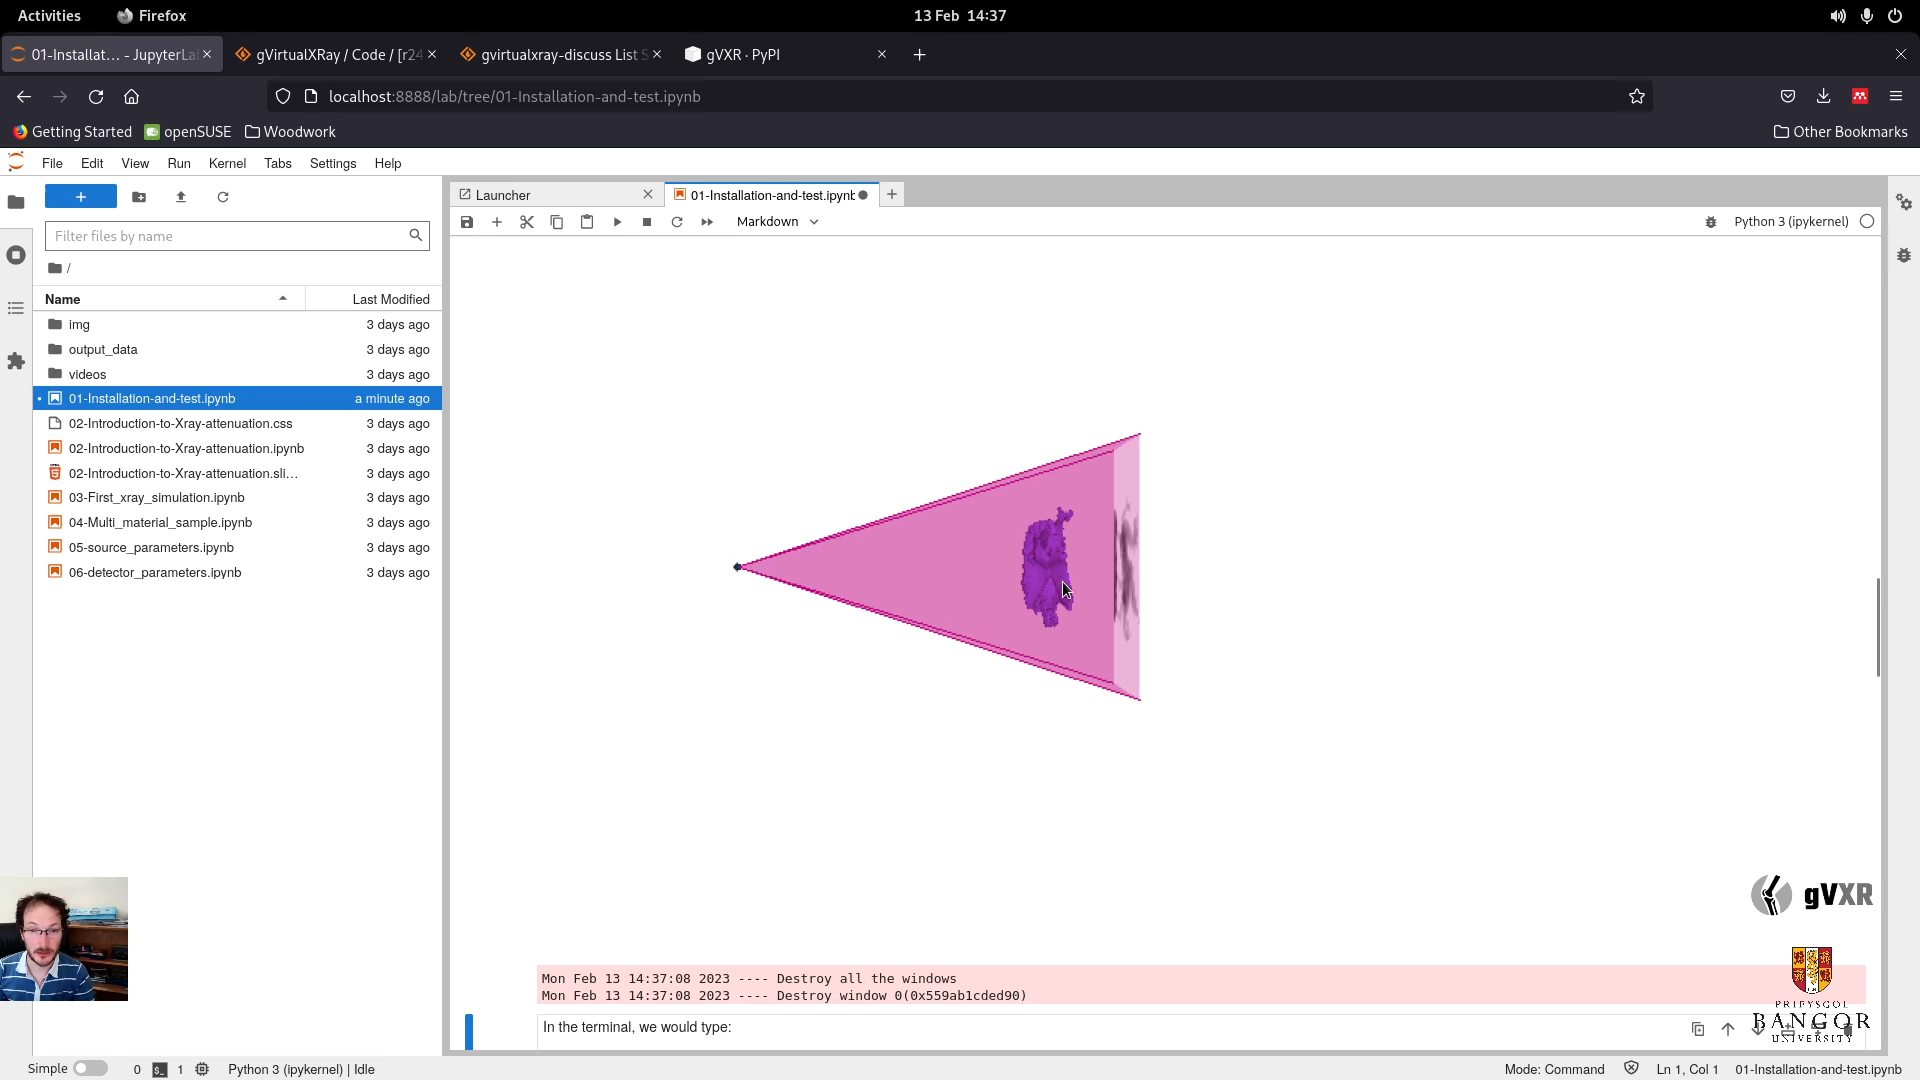 Activities
Firefox
13 Feb 14:37
01-Installat… - JupyterLa
gVirtualXRay / Code / [r24
gvirtualxray-discuss List S
gVXR · PyPI
localhost:8888/lab/tree/01-Installation-and-test.ipynb
Getting Started
openSUSE
Woodwork
Other Bookmarks
File Edit View Run Kernel Tabs Settings Help
Launcher
01-Installation-and-test.ipynb
Markdown
Python 3 (ipykernel)
Filter files by name
/
Name
Last Modified
img 3 days ago
output_data 3 days ago
videos 3 days ago
01-Installation-and-test.ipynb a minute ago
02-Introduction-to-Xray-attenuation.css 3 days ago
02-Introduction-to-Xray-attenuation.ipynb 3 days ago
02-Introduction-to-Xray-attenuation.sli… 3 days ago
03-First_xray_simulation.ipynb 3 days ago
04-Multi_material_sample.ipynb 3 days ago
05-source_parameters.ipynb 3 days ago
06-detector_parameters.ipynb 3 days ago
gVXR
Mon Feb 13 14:37:08 2023 ---- Destroy all the windows
Mon Feb 13 14:37:08 2023 ---- Destroy window 0(0x559ab1cded90)
In the terminal, we would type:
PRIFYSGOL
BANGOR
UNIVERSITY
Simple
0
1
Python 3 (ipykernel) | Idle
Mode: Command
Ln 1, Col 1
01-Installation-and-test.ipynb